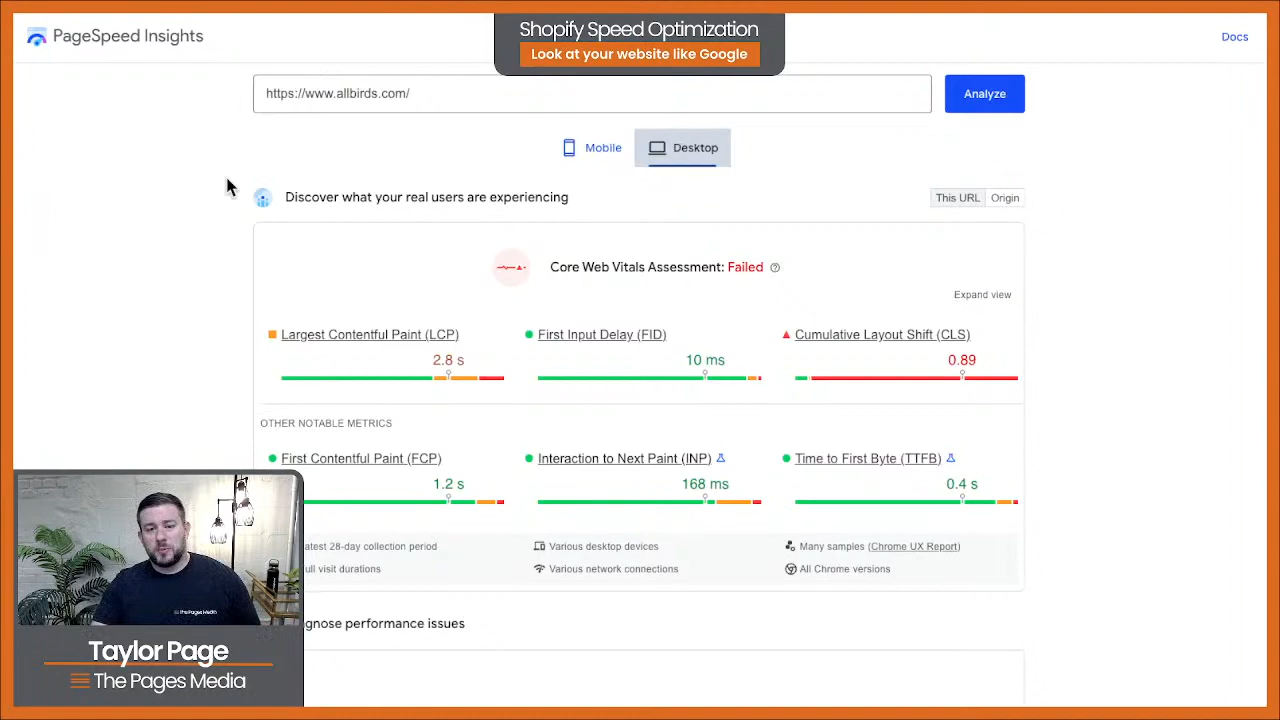 PageSpeed Insights
Shopify Speed Optimization
Look at your website like Google
Docs
https://www.allbirds.com/
Analyze
Mobile
Desktop
Discover what your real users are experiencing
This URL
Origin
Core Web Vitals Assessment: Failed
Expand view
Largest Contentful Paint (LCP)
2.8 s
First Input Delay (FID)
10 ms
Cumulative Layout Shift (CLS)
0.89
OTHER NOTABLE METRICS
First Contentful Paint (FCP)
1.2 s
Interaction to Next Paint (INP)
168 ms
Time to First Byte (TTFB)
0.4 s
atest 28-day collection period
Various desktop devices
Many samples (Chrome UX Report)
ull visit durations
Various network connections
All Chrome versions
gnose performance issues
The Pages Media
Taylor Page
The Pages Media